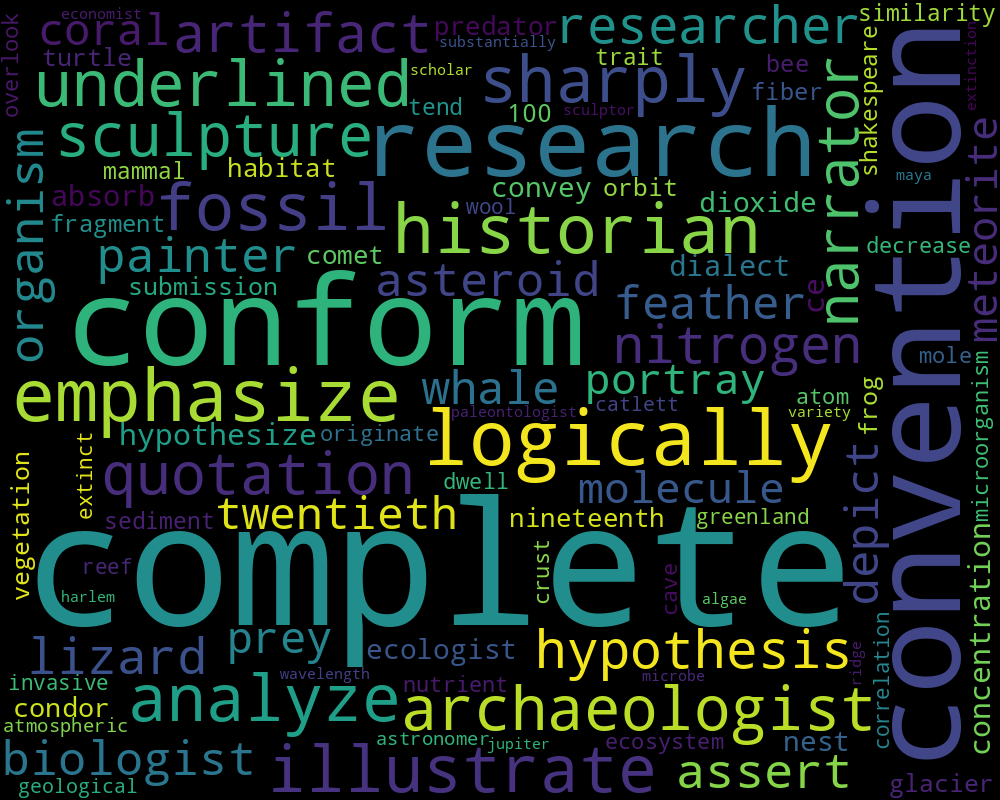 economist
coral
artifact
predator
substantially
researcher
similarity
overlook
turtle
underlined
scholar
sharply
trait
bee
fiber
shakespeare
extinction
tend
100
sculptor
sculpture
research
narrator
convention
meteorite
organism
mammal
habitat
absorb
fossil
fragment
convey
orbit
wool
dioxide
maya
historian
painter
comet
submission
asteroid
dialect
decrease
feather
ce
conform
nitrogen
mole
emphasize
whale
portray
atom
frog
microorganism
paleontologist
catlett
variety
hypothesize
originate
logically
extinct
vegetation
quotation
dwell
molecule
depict
concentration
sediment
twentieth
nineteenth
greenland
complete
reef
harlem
crust
cave
algae
lizard
prey
ecologist
hypothesis
correlation
ridge
wavelength
microbe
invasive
condor
atmospheric
analyze
nutrient
archaeologist
astronomer
jupiter
ecosystem
nest
biologist
geological
illustrate
assert
glacier